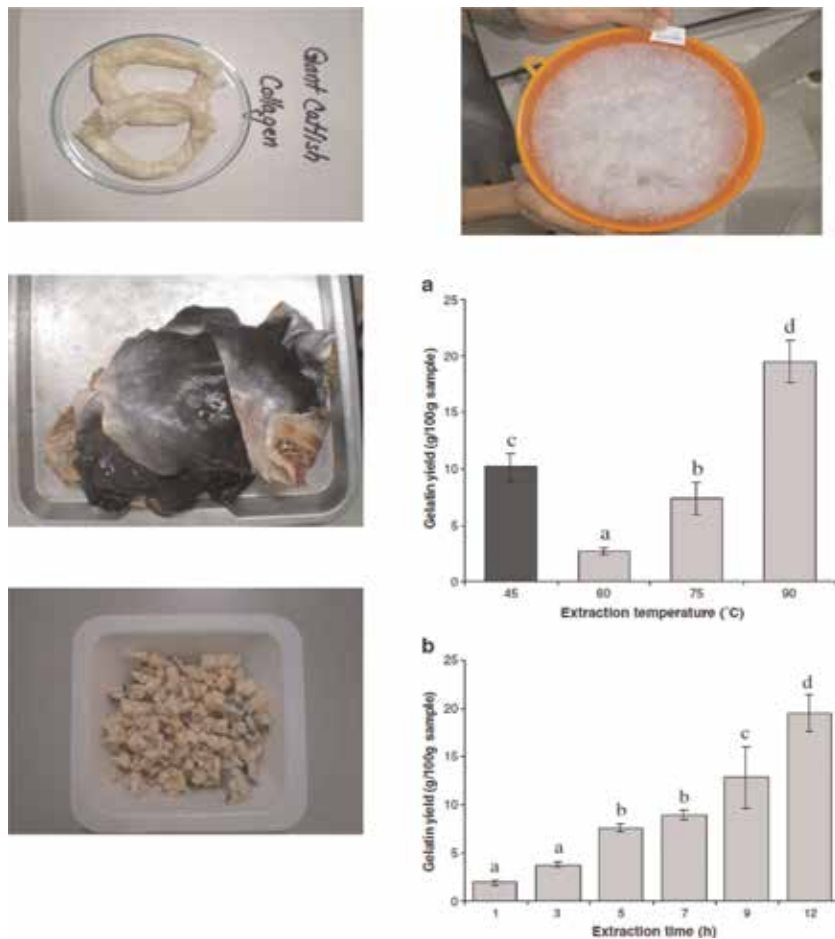 Giant Catfish
Collagen
a
Gelatin yield (g/100g sample)
25
20
15
10
5
0
c
a
b
d
45
60
75
90
Extraction temperature (˚C)
b
Gelatin yield (g/100g sample)
25
20
15
10
5
0
a
a
b
b
c
d
1
3
5
7
9
12
Extraction time (h)